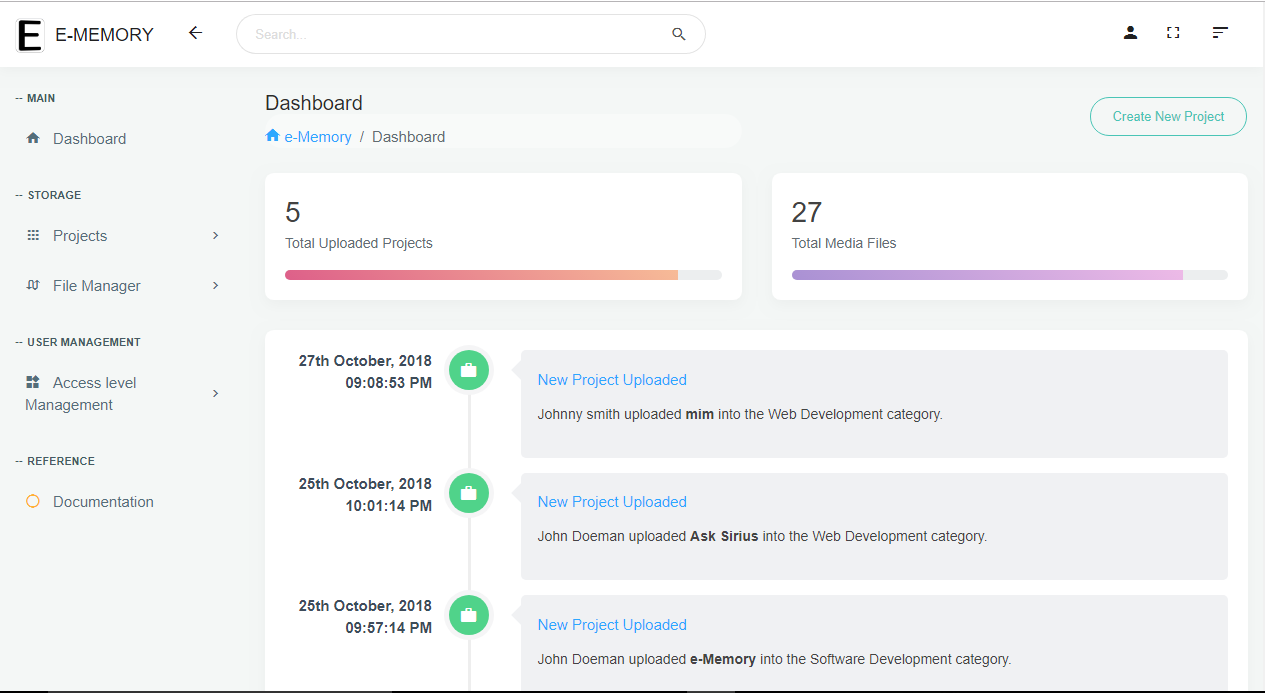 E E-MEMORY
Search...
-- MAIN
Dashboard
-- STORAGE
Projects
File Manager
-- USER MANAGEMENT
Access level
Management
-- REFERENCE
Documentation
Dashboard
e-Memory / Dashboard
Create New Project
5
Total Uploaded Projects
27
Total Media Files
27th October, 2018
09:08:53 PM
New Project Uploaded
Johnny smith uploaded mim into the Web Development category.
25th October, 2018
10:01:14 PM
New Project Uploaded
John Doeman uploaded Ask Sirius into the Web Development category.
25th October, 2018
09:57:14 PM
New Project Uploaded
John Doeman uploaded e-Memory into the Software Development category.